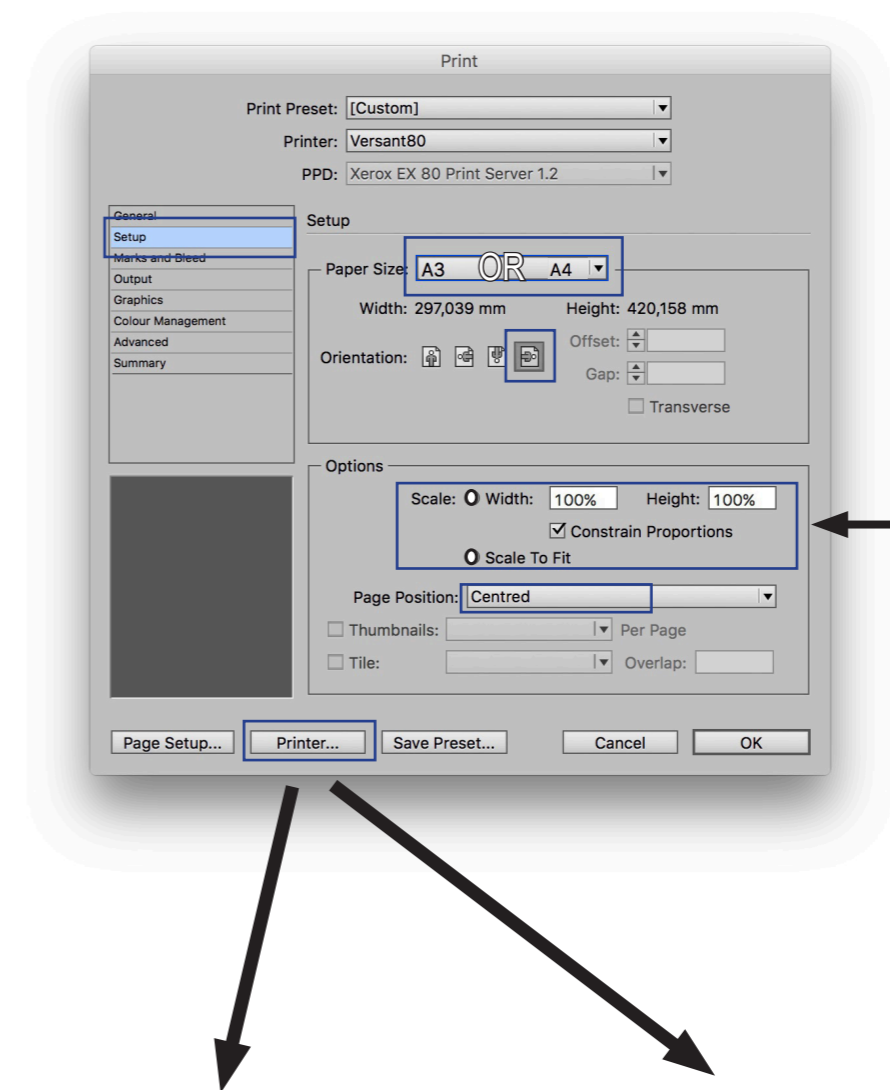 Print
Print Preset: [Custom]
Printer: Versant80
PPD: Xerox EX 80 Print Server 1.2
General
Setup
Marks and Bleed
Output
Graphics
Colour Management
Advanced
Summary
Setup
Paper Size: A3 OR A4
Width: 297,039 mm Height: 420,158 mm
Orientation: Offset:
Gap:
Transverse
Options
Scale: Width: 100% Height: 100%
Constrain Proportions
Scale To Fit
Page Position: Centred
Thumbnails: Per Page
Tile: Overlap:
Page Setup... Printer... Save Preset... Cancel OK